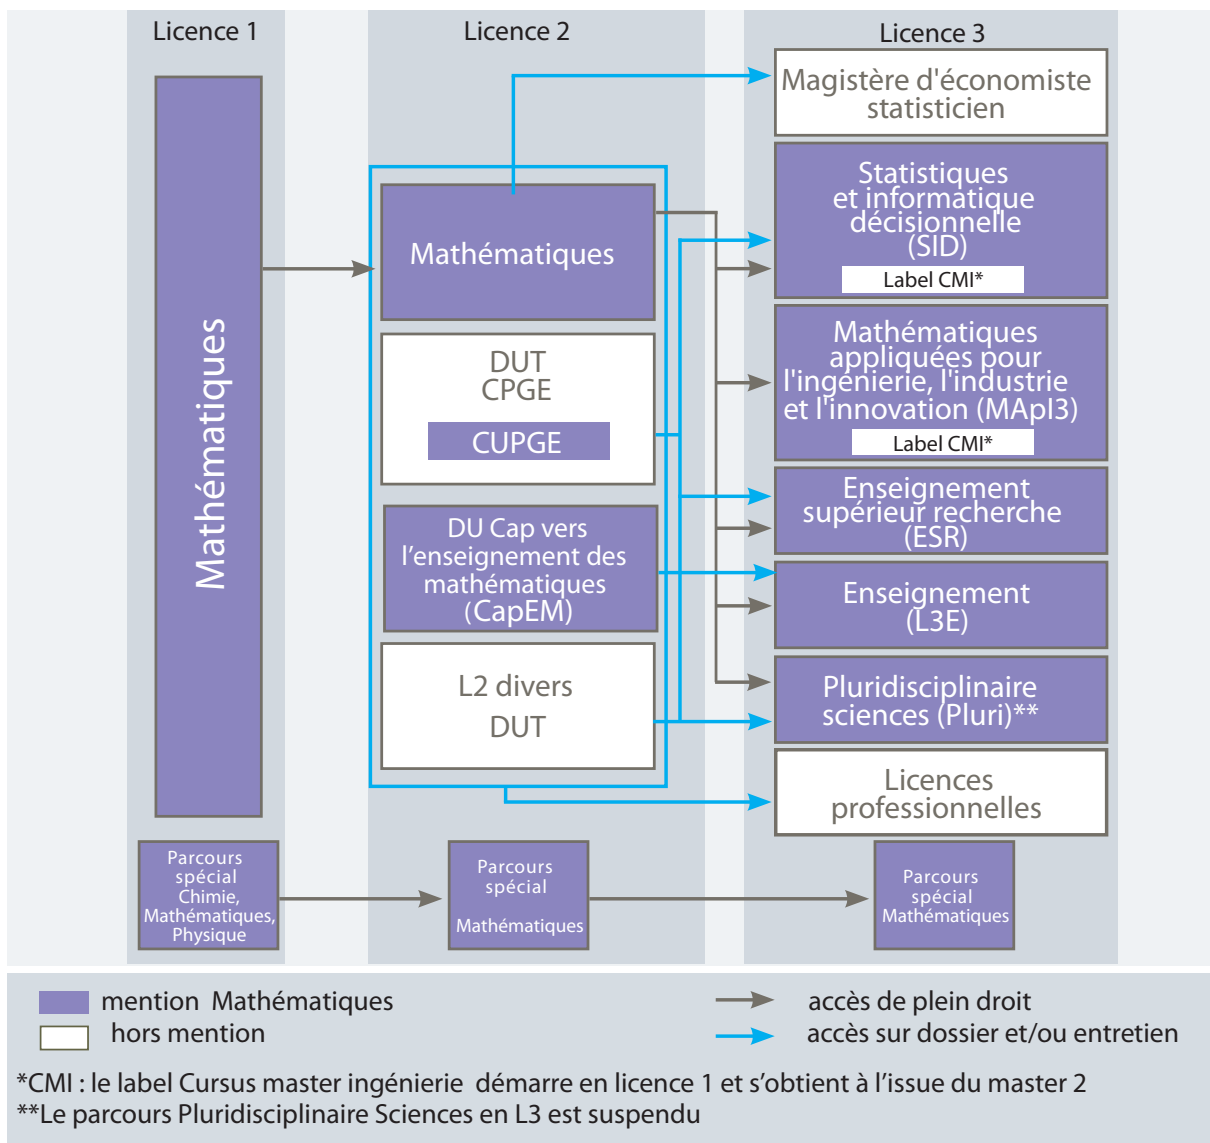 Licence 1
Licence 2
Licence 3
Mathématiques
Mathématiques
DUT
CPGE
CUPGE
DU Cap vers
l’enseignement des
mathématiques
(CapEM)
L2 divers
DUT
Magistère d'économiste
statisticien
Statistiques
et informatique
décisionnelle
(SID)
Label CMI*
Mathématiques
appliquées pour
l'ingénierie, l'industrie
et l'innovation (MApI3)
Label CMI*
Enseignement
supérieur recherche
(ESR)
Enseignement
(L3E)
Pluridisciplinaire
sciences (Pluri)**
Licences
professionnelles
Parcours
spécial
Chimie,
Mathématiques,
Physique
Parcours
spécial
Mathématiques
Parcours
spécial
Mathématiques
mention Mathématiques
hors mention
accès de plein droit
accès sur dossier et/ou entretien
*CMI : le label Cursus master ingénierie démarre en licence 1 et s’obtient à l’issue du master 2
**Le parcours Pluridisciplinaire Sciences en L3 est suspendu